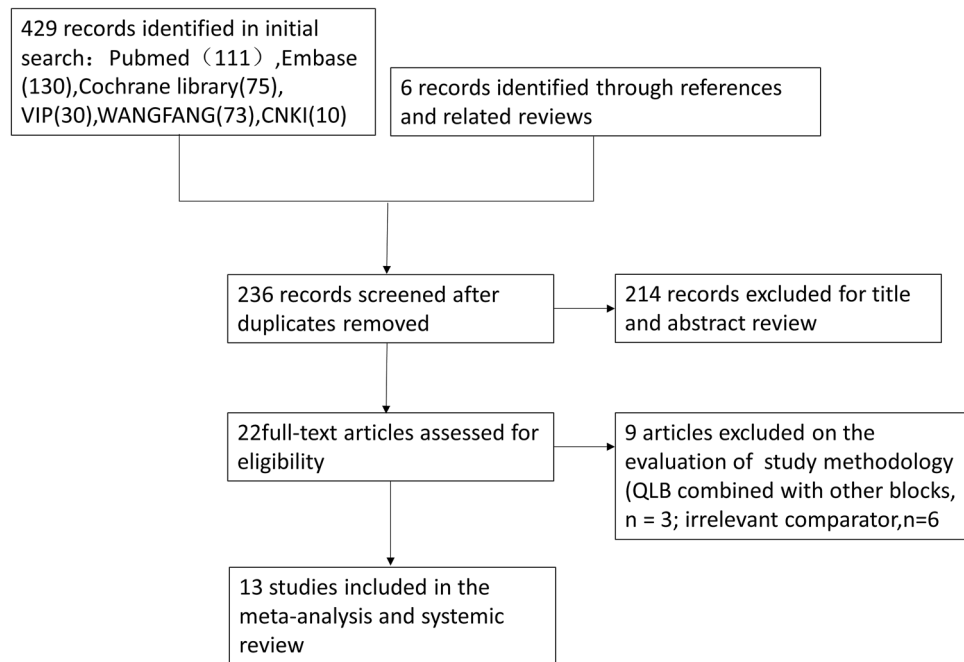 429 records identified in initial
search：Pubmed（111）,Embase
(130),Cochrane library(75),
VIP(30),WANGFANG(73),CNKI(10)
6 records identified through references
and related reviews
236 records screened after
duplicates removed
214 records excluded for title
and abstract review
22full-text articles assessed for
eligibility
9 articles excluded on the
evaluation of  study methodology
(QLB combined with other blocks,
n = 3; irrelevant comparator,n=6
13 studies included in the
meta-analysis and systemic
review